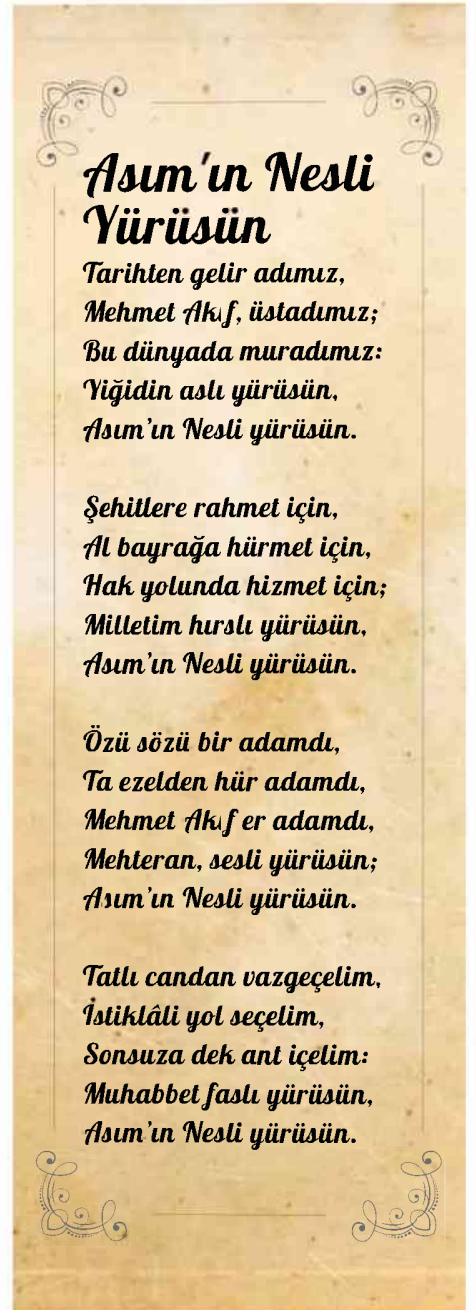 Asım'ın Nesli
Yürüsün
Tarihten gelir adımız,
Mehmet Akif, üstadımız;
Bu dünyada muradımız:
Yiğidin aslı yürüsün,
Asım'ın Nesli yürüsün.

Şehitlere rahmet için,
Al bayrağa hürmet için,
Hak yolunda hizmet için;
Milletim hırslı yürüsün,
Asım'ın Nesli yürüsün.

Özü sözü bir adamdı,
Ta ezelden hür adamdı,
Mehmet Akif er adamdı,
Mehteran, sesli yürüsün;
Asım'ın Nesli yürüsün.

Tatlı candan vazgeçelim,
İstiklâli yol seçelim,
Sonsuza dek ant içelim:
Muhabbet faslı yürüsün,
Asım'ın Nesli yürüsün.